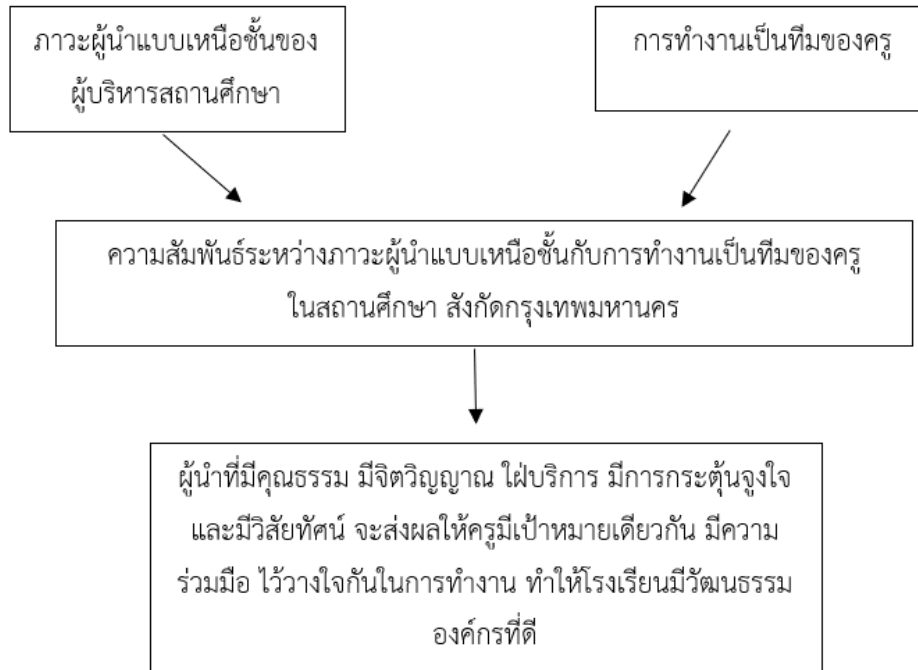 ภาวะผู้นำแบบเหนือชั้นของ
ผู้บริหารสถานศึกษา
การทำงานเป็นทีมของครู
ความสัมพันธ์ระหว่างภาวะผู้นำแบบเหนือชั้นกับการทำงานเป็นทีมของครู
ในสถานศึกษา สังกัดกรุงเทพมหานคร
ผู้นำที่มีคุณธรรม มีจิตวิญญาณ ใฝ่บริการ มีการกระตุ้นจูงใจ
และมีวิสัยทัศน์ จะส่งผลให้ครูมีเป้าหมายเดียวกัน มีความ
ร่วมมือ ไว้วางใจกันในการทำงาน ทำให้โรงเรียนมีวัฒนธรรม
องค์กรที่ดี